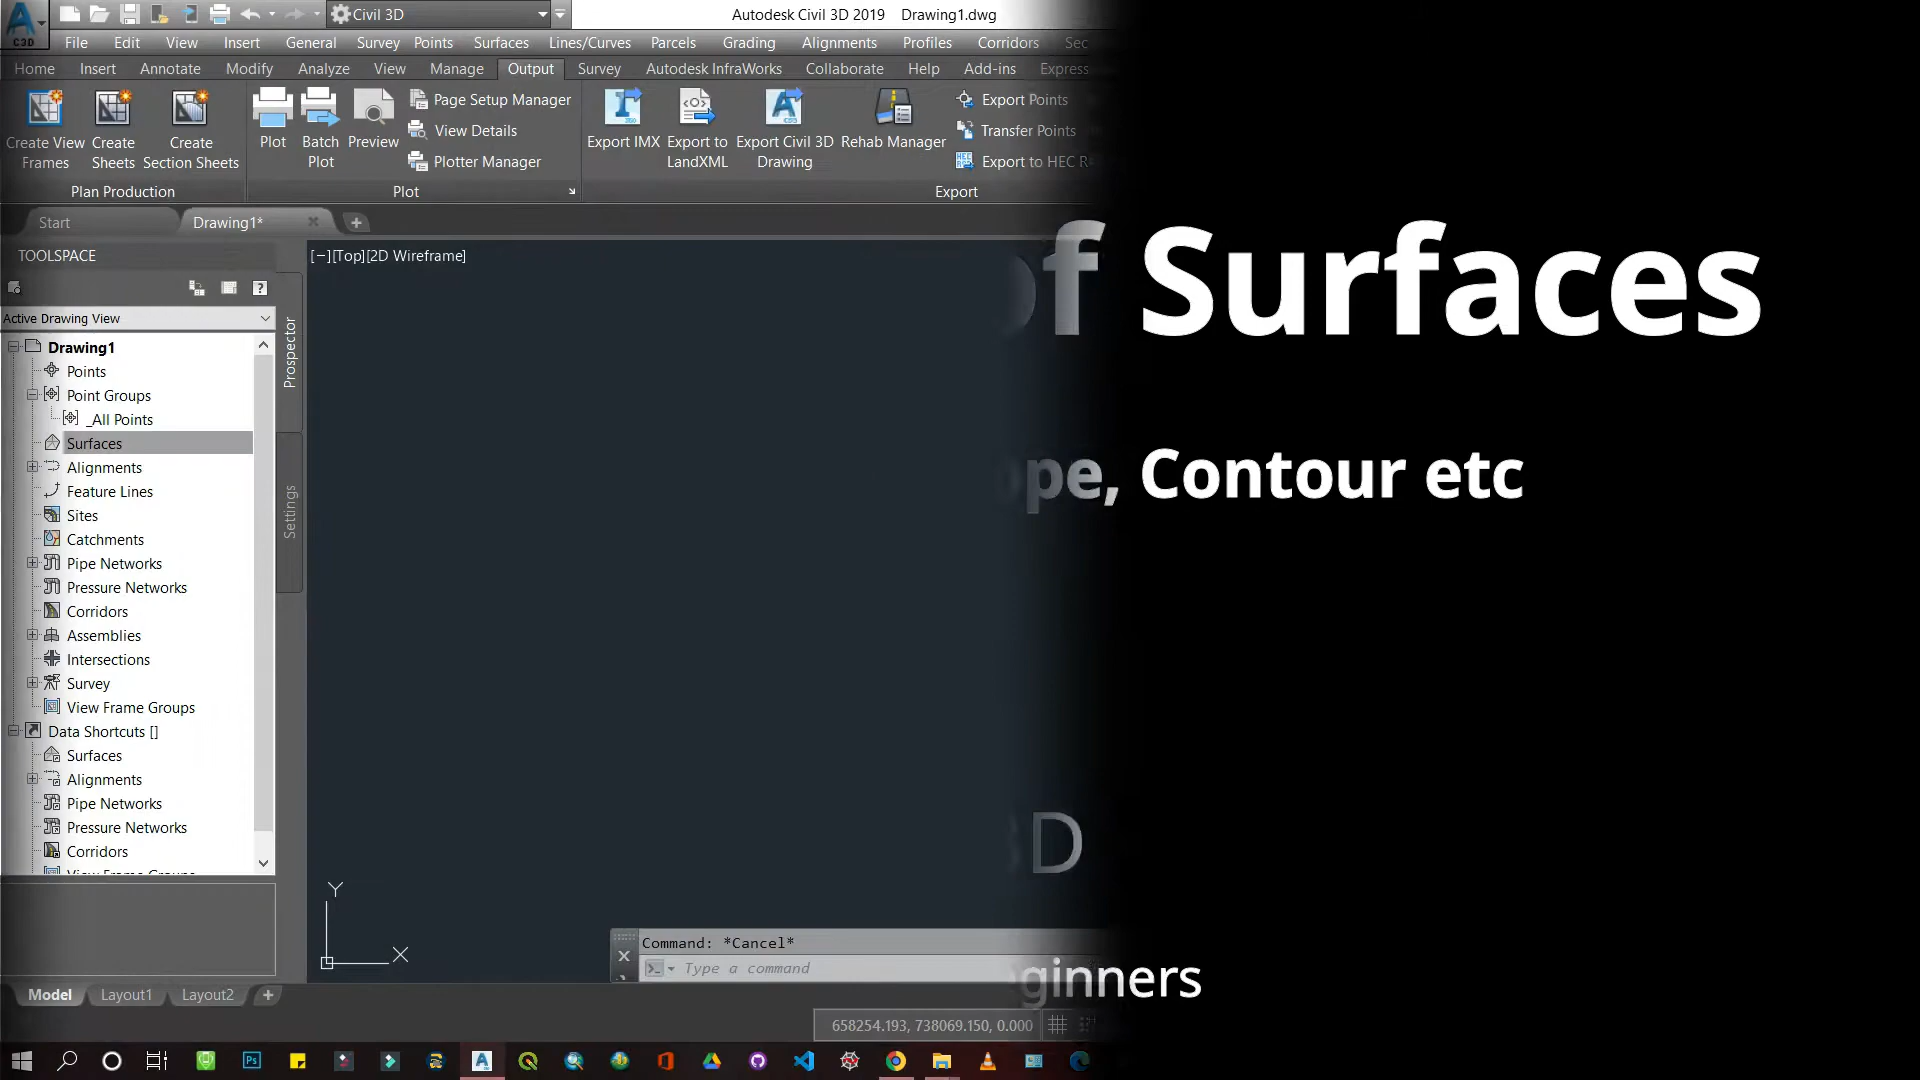 C3D
Civil 3D
Autodesk Civil 3D 2019 Drawing1.dwg
File Edit View Insert General Survey Points Surfaces Lines/Curves Parcels Grading Alignments Profiles Corridors Sec
Home Insert Annotate Modify Analyze View Manage Output Survey Autodesk InfraWorks Collaborate Help Add-ins Express
Create View Frames
Create Sheets
Create Section Sheets
Plan Production
Plot
Batch Plot
Preview
Page Setup Manager
View Details
Plotter Manager
Plot
Export IMX
Export to LandXML
Export Civil 3D Drawing
Rehab Manager
Export Points
Transfer Points
Export to HEC R
Export
Start
Drawing1*
TOOLSPACE
Active Drawing View
Drawing1
Points
Point Groups
_All Points
Surfaces
Alignments
Feature Lines
Sites
Catchments
Pipe Networks
Pressure Networks
Corridors
Assemblies
Intersections
Survey
View Frame Groups
Data Shortcuts []
Surfaces
Alignments
Pipe Networks
Pressure Networks
Corridors
Prospector
Settings
[−][Top][2D Wireframe]
of Surfaces
pe, Contour etc
D
ginners
Y
X
Command: *Cancel*
Type a command
Model Layout1 Layout2
658254.193, 738069.150, 0.000